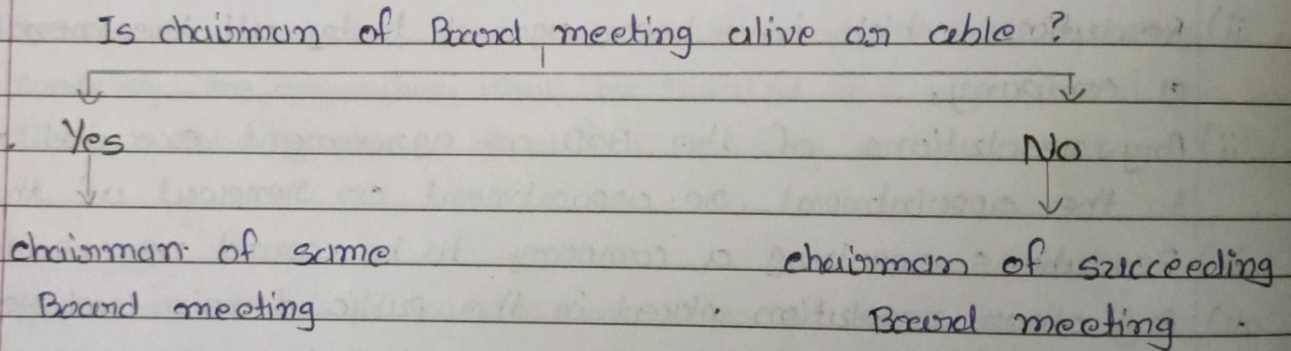 Is chairman of Board meeting alive or able ?
Yes
No
chairman of same
Board meeting
chairman of succeeding
Board meeting